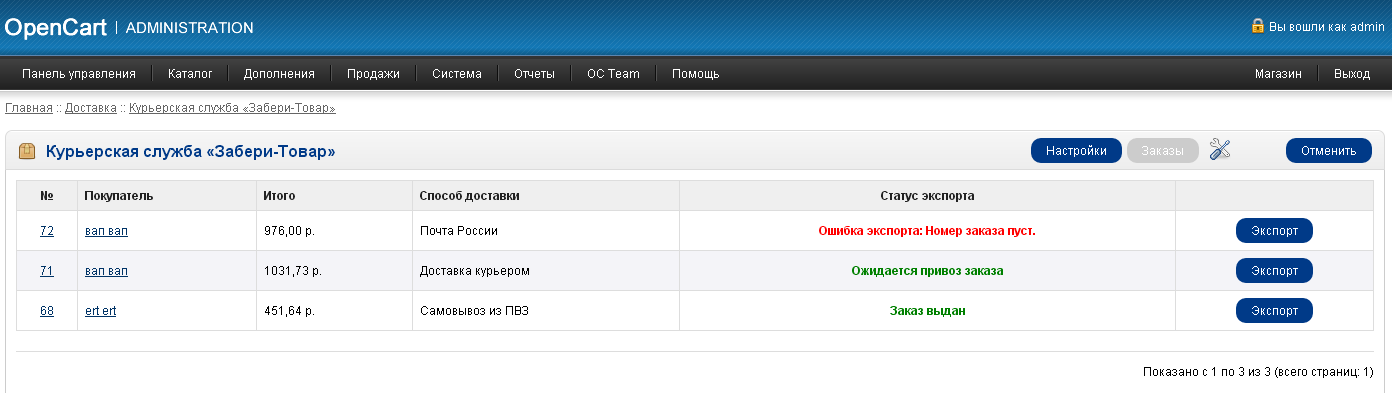 OpenCart | ADMINISTRATION Вы вошли как admin
Панель управления Каталог Дополнения Продажи Система Отчеты OC Team Помощь Магазин Выход
Главная :: Доставка :: Курьерская служба «Забери-Товар»
Курьерская служба «Забери-Товар» Настройки Заказы Отменить
№ Покупатель Итого Способ доставки Статус экспорта
72 вап вап 976,00 р. Почта России Ошибка экспорта: Номер заказа пуст. Экспорт
71 вап вап 1031,73 р. Доставка курьером Ожидается привоз заказа Экспорт
68 ert ert 451,64 р. Самовывоз из ПВЗ Заказ выдан Экспорт
Показано с 1 по 3 из 3 (всего страниц: 1)